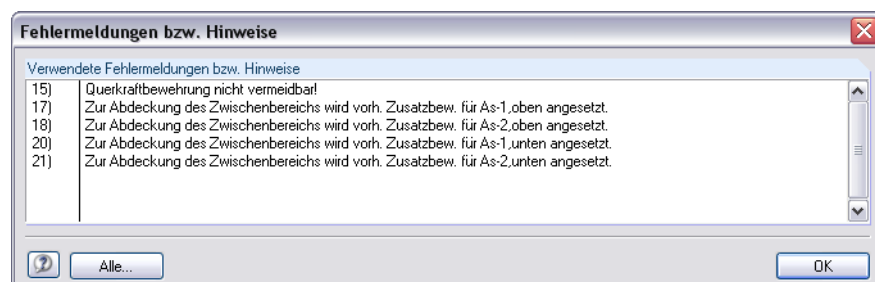 Fehlermeldungen bzw. Hinweise
Verwendete Fehlermeldungen bzw. Hinweise
15) Querkraftbewehrung nicht vermeidbar!
17) Zur Abdeckung des Zwischenbereichs wird vorh. Zusatzbew. für As-1,oben angesetzt.
18) Zur Abdeckung des Zwischenbereichs wird vorh. Zusatzbew. für As-2,oben angesetzt.
20) Zur Abdeckung des Zwischenbereichs wird vorh. Zusatzbew. für As-1,unten angesetzt.
21) Zur Abdeckung des Zwischenbereichs wird vorh. Zusatzbew. für As-2,unten angesetzt.
Alle... OK